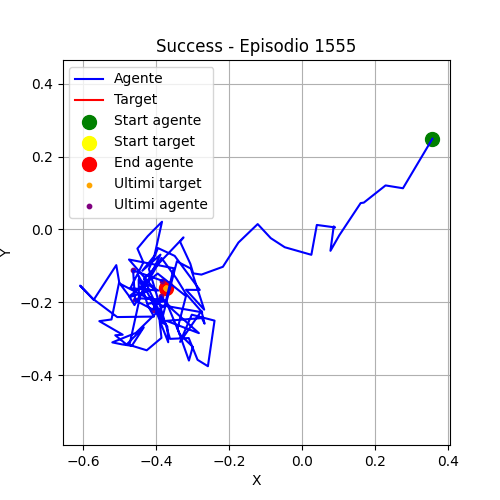 Success - Episodio 1555
Agente
Target
Start agente
Start target
End agente
Ultimi target
Ultimi agente
0.4
0.2
0.0
−0.2
−0.4
Y
−0.6
−0.4
−0.2
0.0
0.2
0.4
X